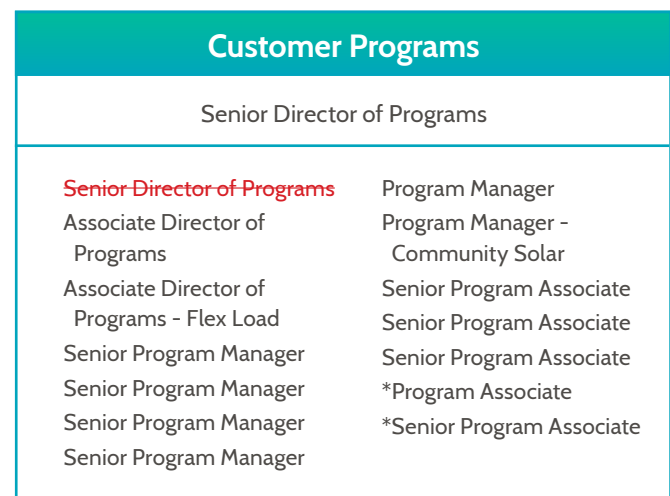 Customer Programs
Senior Director of Programs
Senior Director of Programs
Associate Director of
Programs
Associate Director of
Programs - Flex Load
Senior Program Manager
Senior Program Manager
Senior Program Manager
Senior Program Manager
Program Manager
Program Manager -
Community Solar
Senior Program Associate
Senior Program Associate
Senior Program Associate
*Program Associate
*Senior Program Associate